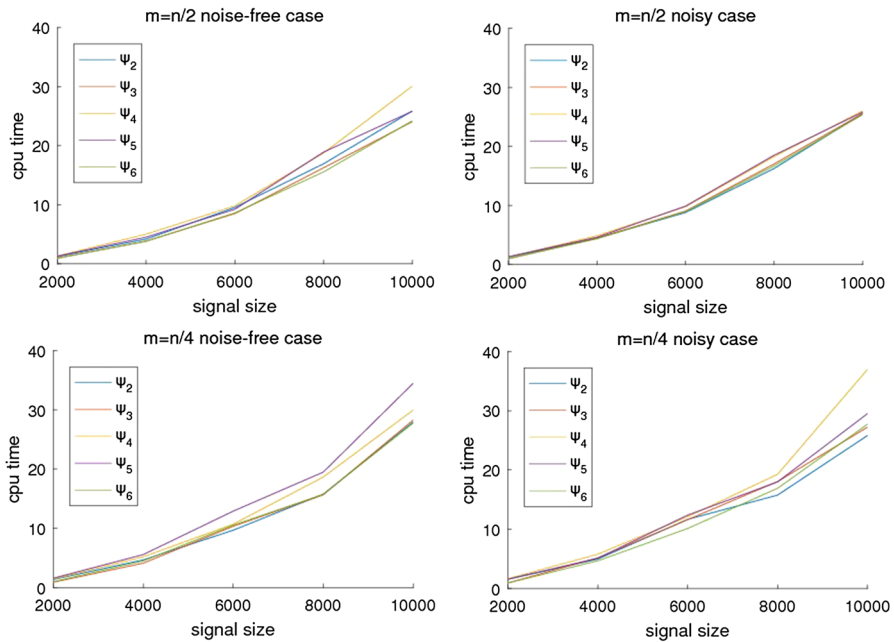 m=n/2 noise-free case
40
30
20
10
0
cpu time
ψ2
ψ3
ψ4
ψ5
ψ6
2000 4000 6000 8000 10000
signal size
m=n/2 noisy case
40
30
20
10
0
cpu time
ψ2
ψ3
ψ4
ψ5
ψ6
2000 4000 6000 8000 10000
signal size
m=n/4 noise-free case
40
30
20
10
0
cpu time
ψ2
ψ3
ψ4
ψ5
ψ6
2000 4000 6000 8000 10000
signal size
m=n/4 noisy case
40
30
20
10
0
cpu time
ψ2
ψ3
ψ4
ψ5
ψ6
2000 4000 6000 8000 10000
signal size